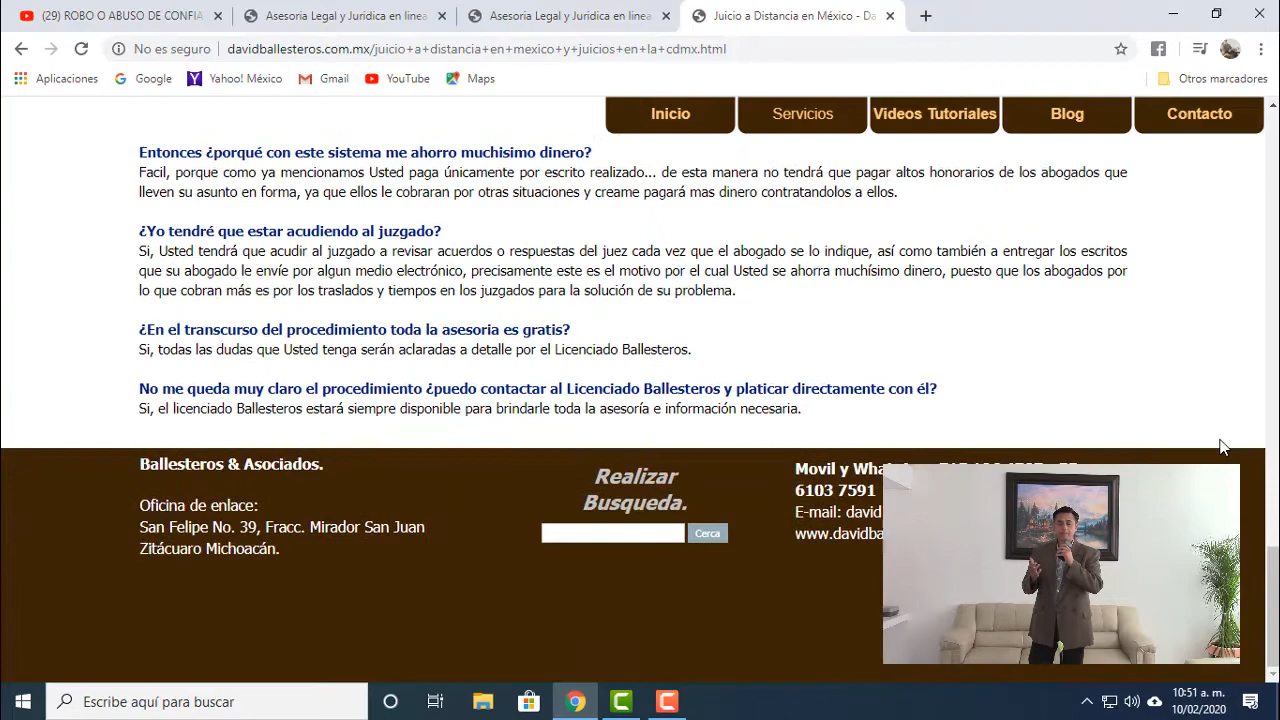 (29) ROBO O ABUSO DE CONFIA
Asesoría Legal y Jurídica en linea
Asesoría Legal y Jurídica en linea
Juicio a Distancia en México - Da
No es seguro
davidballesteros.com.mx/juicio+a+distancia+en+mexico+y+juicios+en+la+cdmx.html
Aplicaciones
Google
Yahoo! México
Gmail
YouTube
Maps
Otros marcadores
Inicio
Servicios
Videos Tutoriales
Blog
Contacto
Entonces ¿porqué con este sistema me ahorro muchisimo dinero?
Facil, porque como ya mencionamos Usted paga únicamente por escrito realizado... de esta manera no tendrá que pagar altos honorarios de los abogados que
lleven su asunto en forma, ya que ellos le cobraran por otras situaciones y creame pagará mas dinero contratandolos a ellos.
¿Yo tendré que estar acudiendo al juzgado?
Si, Usted tendrá que acudir al juzgado a revisar acuerdos o respuestas del juez cada vez que el abogado se lo indique, así como también a entregar los escritos
que su abogado le envíe por algun medio electrónico, precisamente este es el motivo por el cual Usted se ahorra muchísimo dinero, puesto que los abogados por
lo que cobran más es por los traslados y tiempos en los juzgados para la solución de su problema.
¿En el transcurso del procedimiento toda la asesoria es gratis?
Si, todas las dudas que Usted tenga serán aclaradas a detalle por el Licenciado Ballesteros.
No me queda muy claro el procedimiento ¿puedo contactar al Licenciado Ballesteros y platicar directamente con él?
Si, el licenciado Ballesteros estará siempre disponible para brindarle toda la asesoría e información necesaria.
Ballesteros & Asociados.
Oficina de enlace:
San Felipe No. 39, Fracc. Mirador San Juan
Zitácuaro Michoacán.
Realizar
Busqueda.
Cerca
Movil y
6103 7591
E-mail: david
www.davidba
Escribe aquí para buscar
10:51 a. m.
10/02/2020